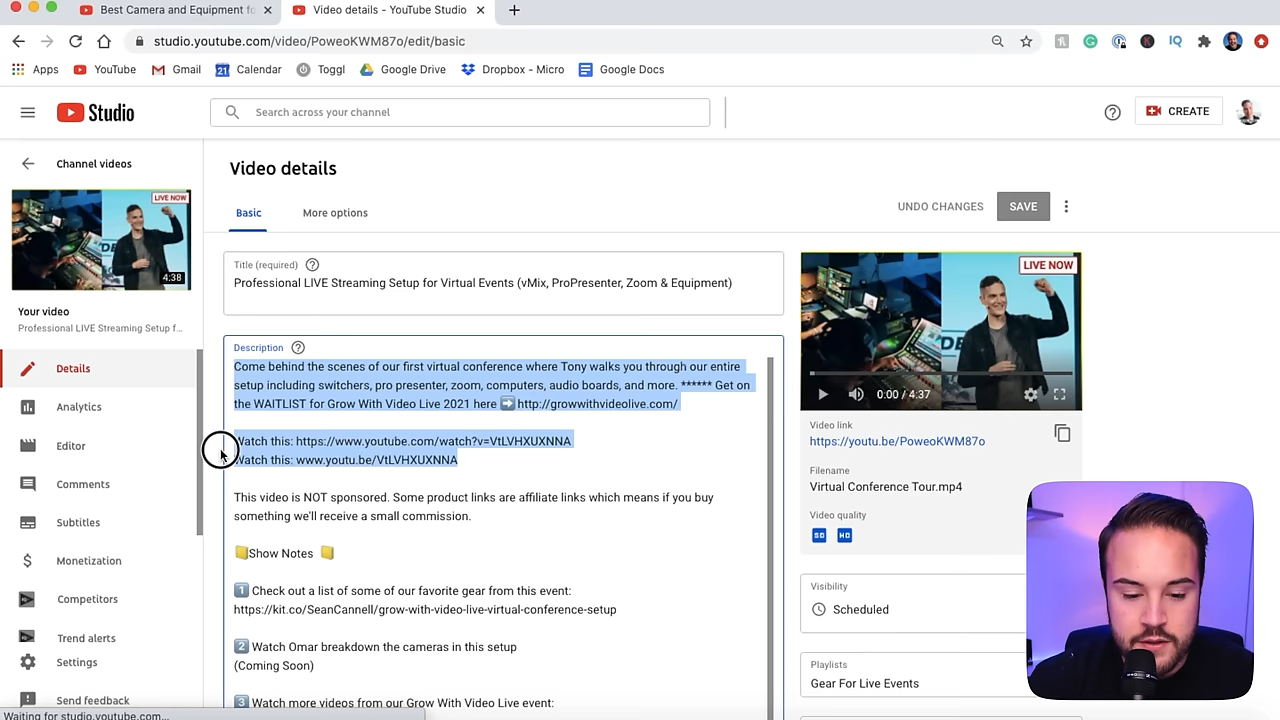 Best Camera and Equipment fo
Video details - YouTube Studio
studio.youtube.com/video/PoweoKWM87o/edit/basic
Apps YouTube Gmail 21 Calendar Toggl Google Drive Dropbox - Micro Google Docs
IQ
Studio
Search across your channel
CREATE
Channel videos
LIVE NOW
4:38
Your video
Professional LIVE Streaming Setup f...
Details
Analytics
Editor
Comments
Subtitles
Monetization
Competitors
Trend alerts
Settings
Send feedback
Waiting for studio.youtube.com...
Video details
Basic More options
UNDO CHANGES SAVE
Title (required)
Professional LIVE Streaming Setup for Virtual Events (vMix, ProPresenter, Zoom & Equipment)
Description
Come behind the scenes of our first virtual conference where Tony walks you through our entire
setup including switchers, pro presenter, zoom, computers, audio boards, and more. ****** Get on
the WAITLIST for Grow With Video Live 2021 here ➡️ http://growwithvideolive.com/
Watch this: https://www.youtube.com/watch?v=VtLVHXUXNNA
Watch this: www.youtu.be/VtLVHXUXNNA
This video is NOT sponsored. Some product links are affiliate links which means if you buy
something we'll receive a small commission.
📒Show Notes 📒
1️⃣ Check out a list of some of our favorite gear from this event:
https://kit.co/SeanCannell/grow-with-video-live-virtual-conference-setup
2️⃣ Watch Omar breakdown the cameras in this setup
(Coming Soon)
3️⃣ Watch more videos from our Grow With Video Live event:
LIVE NOW
0:00 / 4:37
Video link
https://youtu.be/PoweoKWM87o
Filename
Virtual Conference Tour.mp4
Video quality
SD HD
Visibility
Scheduled
Playlists
Gear For Live Events